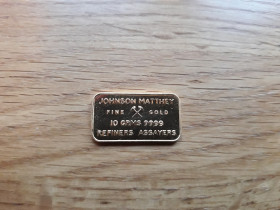 JOHNSON MATTHEY
FINE GOLD
10 GRMS 9999
REFINERS ASSAYERS